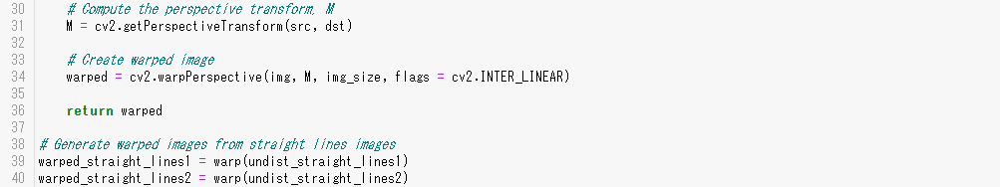 30 # Compute the perspective transform, M
31 M = cv2.getPerspectiveTransform(src, dst)
32
33 # Create warped image
34 warped = cv2.warpPerspective(img, M, img_size, flags = cv2.INTER_LINEAR)
35
36 return warped
37
38 # Generate warped images from straight lines images
39 warped_straight_lines1 = warp(undist_straight_lines1)
40 warped_straight_lines2 = warp(undist_straight_lines2)